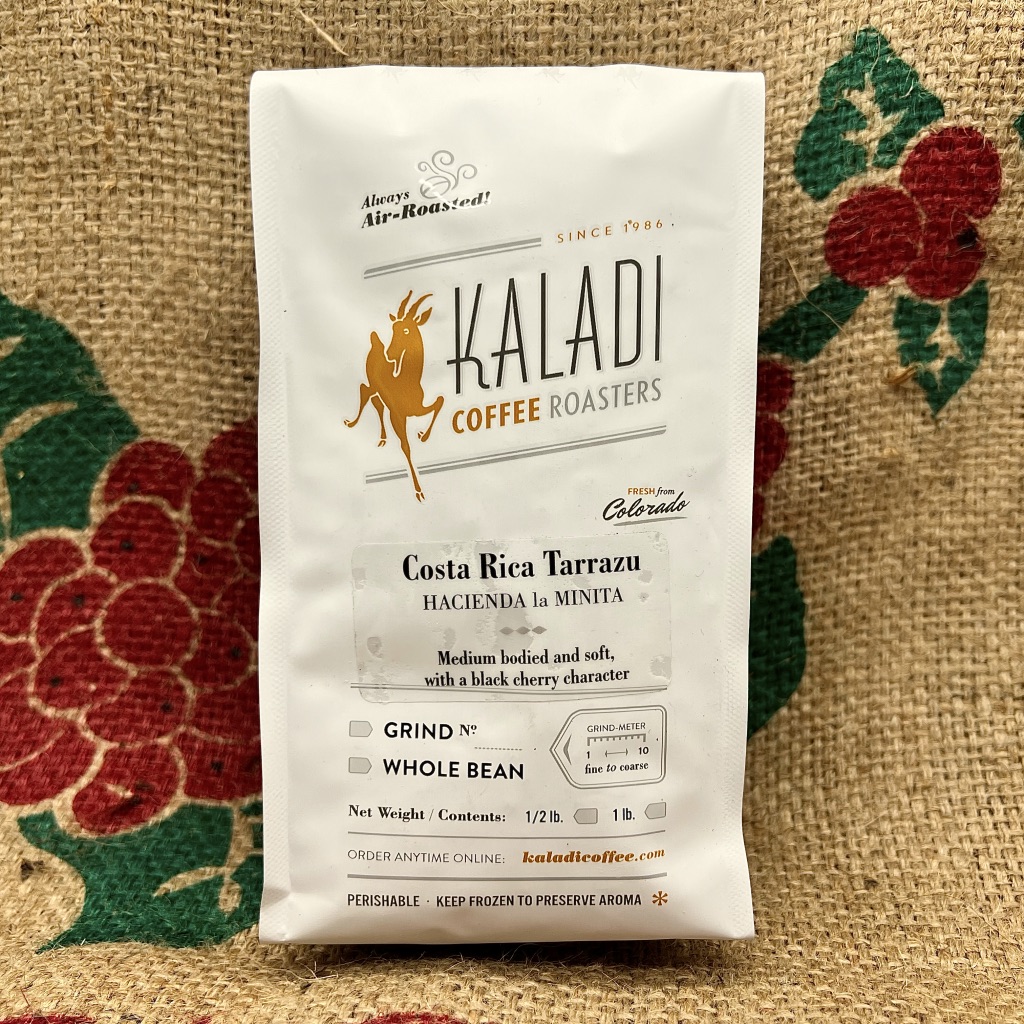 Always
Air-Roasted!
SINCE 1986
KALADI
COFFEE ROASTERS
FRESH from
Colorado
Costa Rica Tarrazu
HACIENDA la MINITA
Medium bodied and soft,
with a black cherry character
GRIND Nº
WHOLE BEAN
GRIND-METER
1 10
fine to coarse
Net Weight / Contents: 1/2 lb. 1 lb.
ORDER ANYTIME ONLINE: kaladicoffee.com
PERISHABLE · KEEP FROZEN TO PRESERVE AROMA *